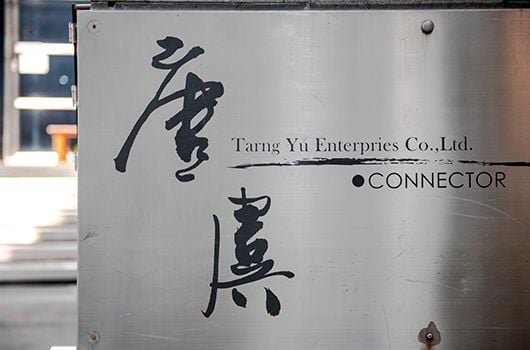 唐虞
Tarng Yu Enterpries Co.,Ltd.
●CONNECTOR